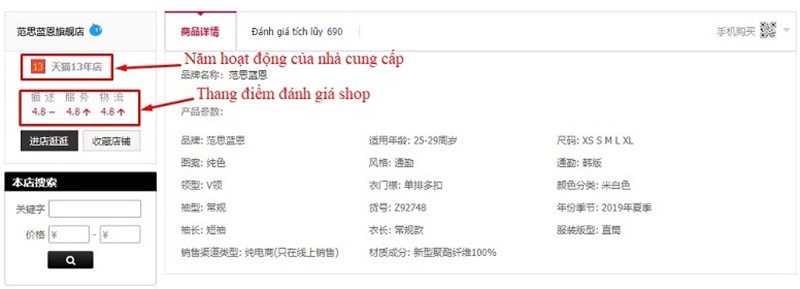 范思蓝恩旗舰店
13 天猫13年店
描述 服务 物流
4.8 – 4.8 ↑ 4.8 ↑
进店逛逛 收藏店铺
本店搜索
关键字
价格 ¥ - ¥
Năm hoạt động của nhà cung cấp
Thang điểm đánh giá shop
商品详情 Đánh giá tích lũy 690 手机购买
品牌名称: 范思蓝恩
产品参数:
品牌: 范思蓝恩 适用年龄: 25-29周岁 尺码: XS S M L XL
图案: 纯色 风格: 通勤 通勤: 韩版
领型: V领 衣门襟: 单排多扣 颜色分类: 米白色
袖型: 常规 货号: Z92748 年份季节: 2019年夏季
袖长: 短袖 衣长: 常规款 服装版型: 直筒
销售渠道类型: 纯电商(只在线上销售) 材质成分: 新型聚酯纤维100%